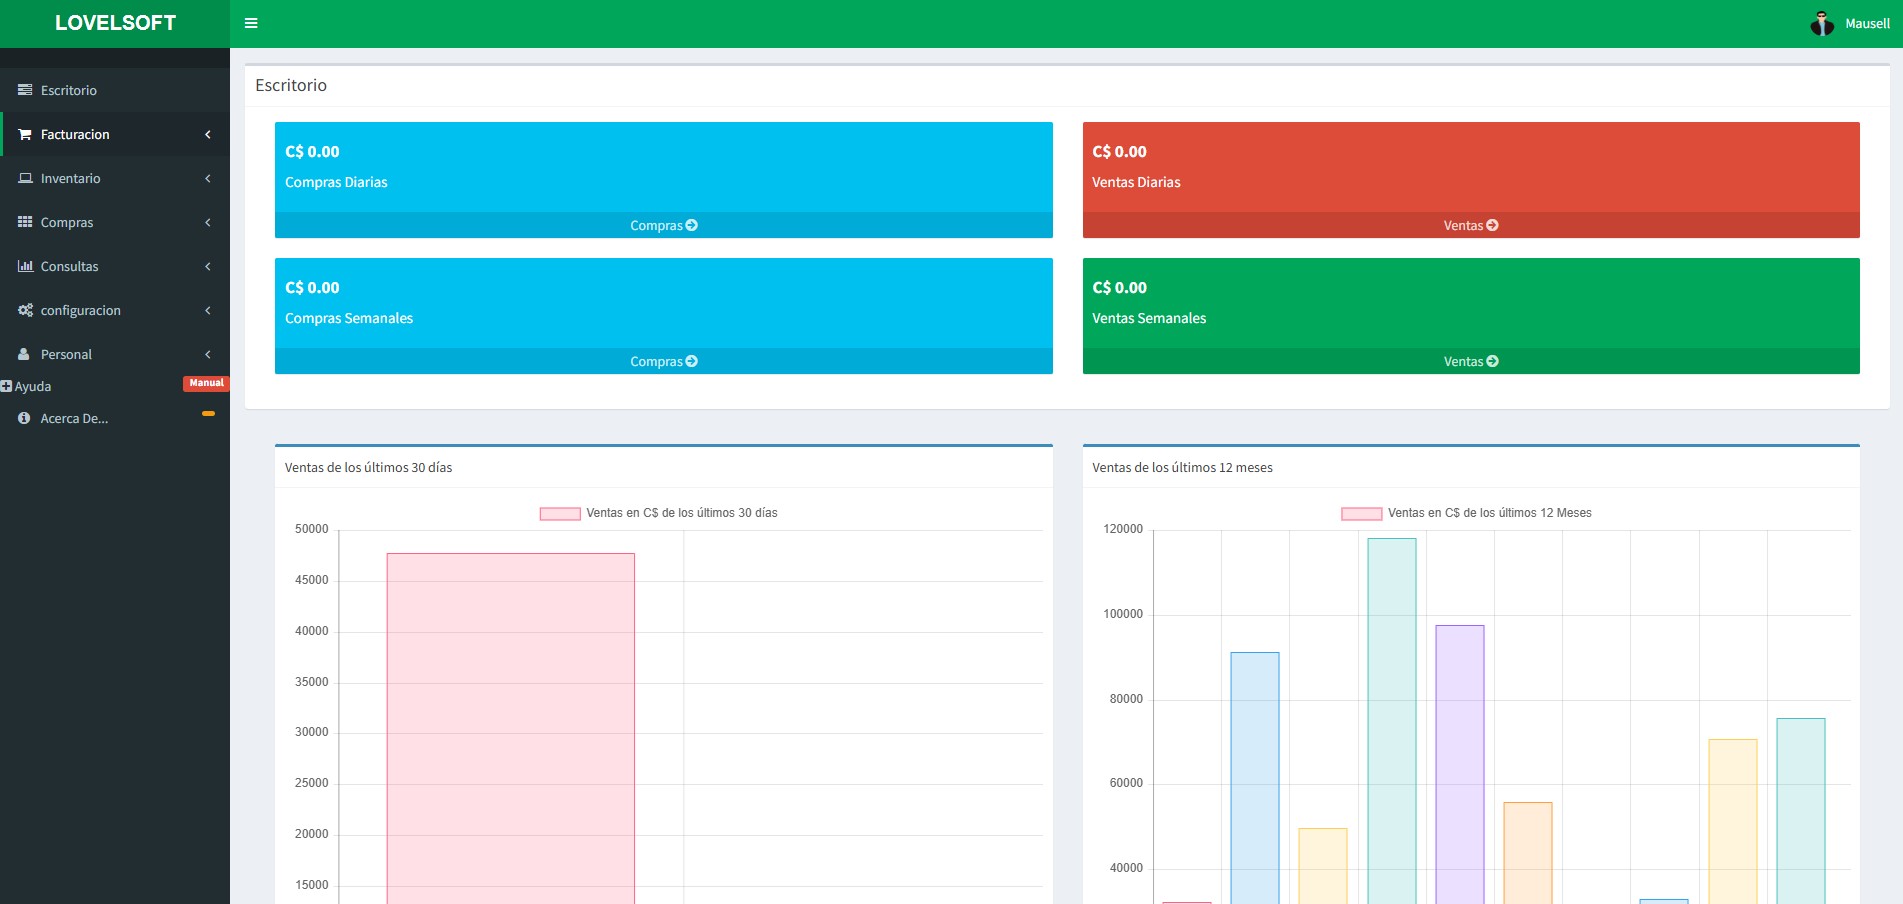 LOVELSOFT
Mausell
Escritorio
Facturacion
Inventario
Compras
Consultas
configuracion
Personal
Ayuda
Manual
Acerca De...
Escritorio
C$ 0.00
Compras Diarias
Compras
C$ 0.00
Ventas Diarias
Ventas
C$ 0.00
Compras Semanales
Compras
C$ 0.00
Ventas Semanales
Ventas
Ventas de los últimos 30 días
Ventas en C$ de los últimos 30 días
50000
45000
40000
35000
30000
25000
20000
15000
Ventas de los últimos 12 meses
Ventas en C$ de los últimos 12 Meses
120000
100000
80000
60000
40000